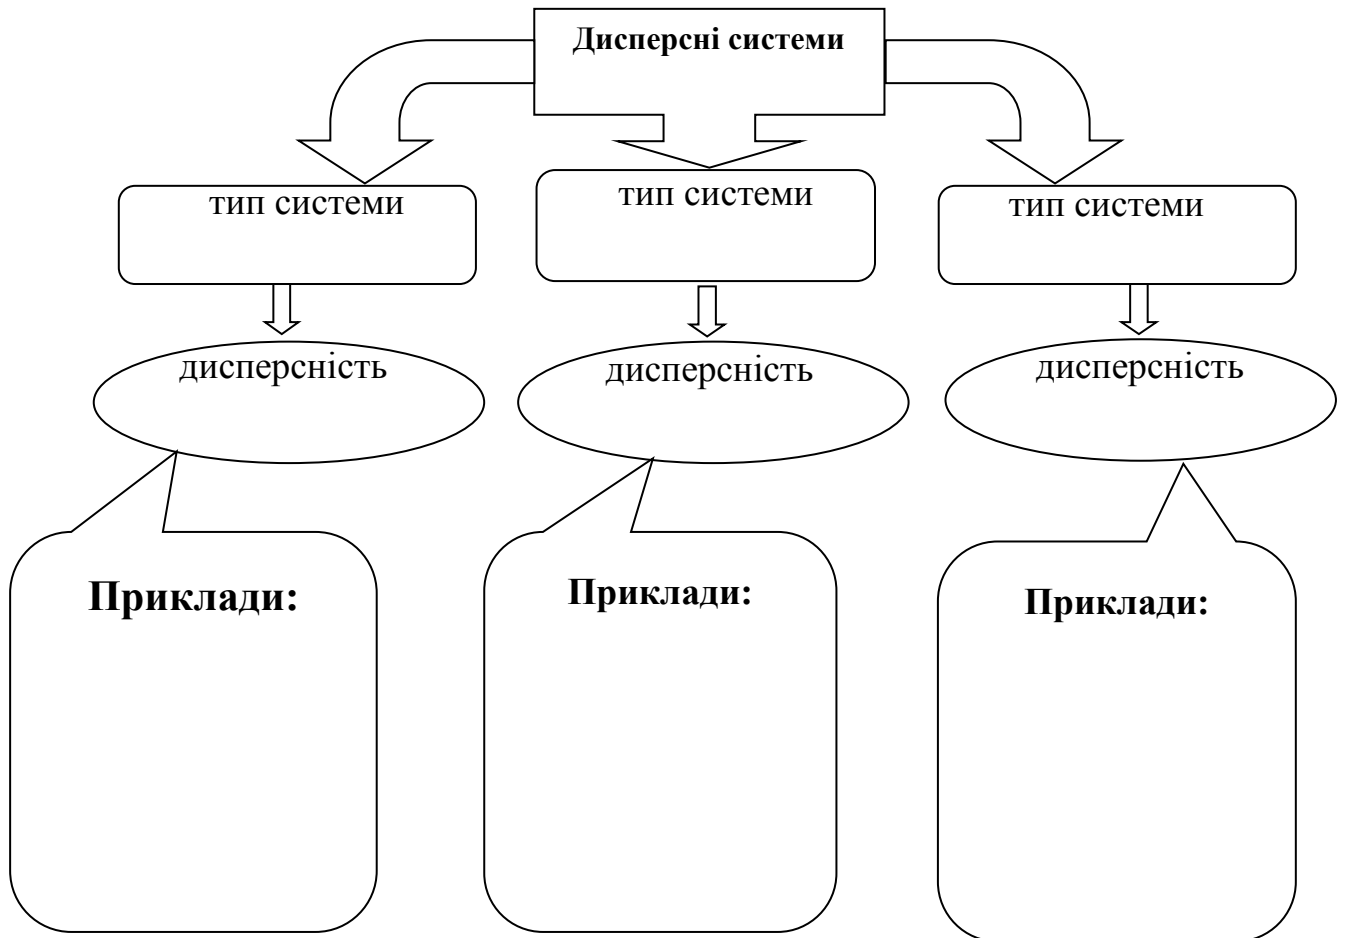 Дисперсні системи
тип системи
тип системи
тип системи
дисперсність
дисперсність
дисперсність
Приклади:
Приклади:
Приклади: